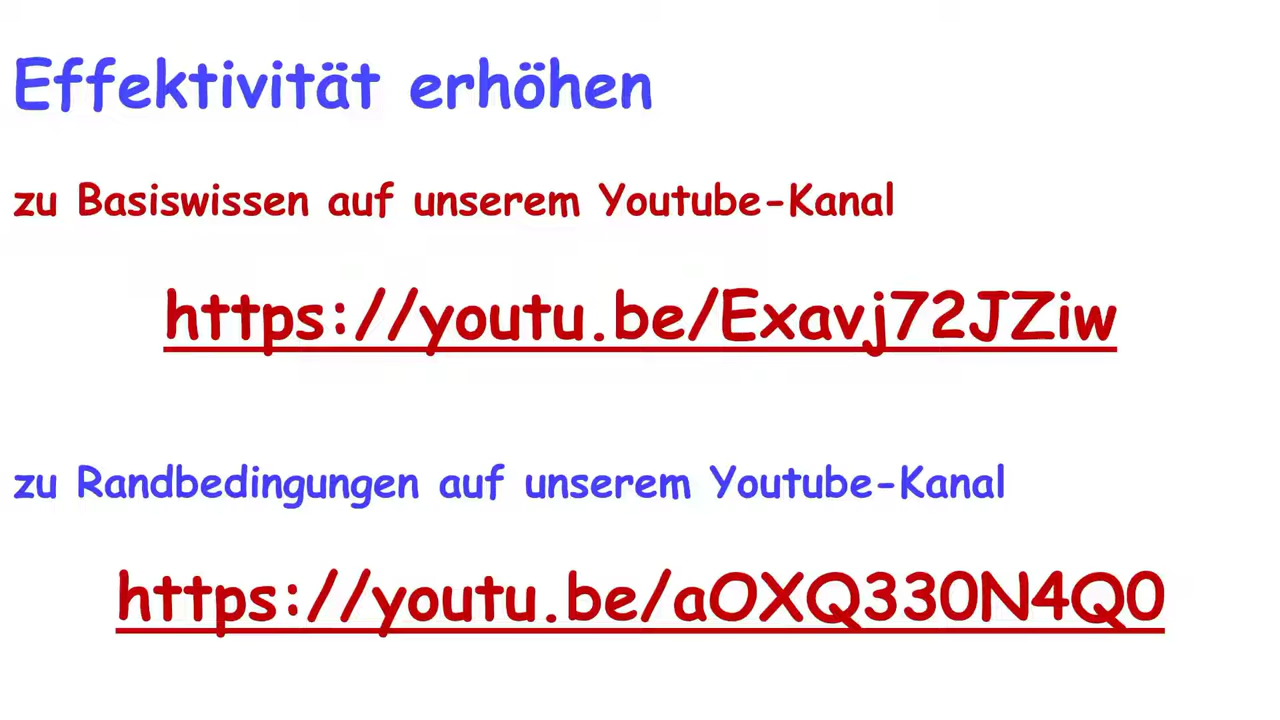 Effektivität erhöhen
zu Basiswissen auf unserem Youtube-Kanal
https://youtu.be/Exavj72JZiw
zu Randbedingungen auf unserem Youtube-Kanal
https://youtu.be/aOXQ330N4Q0